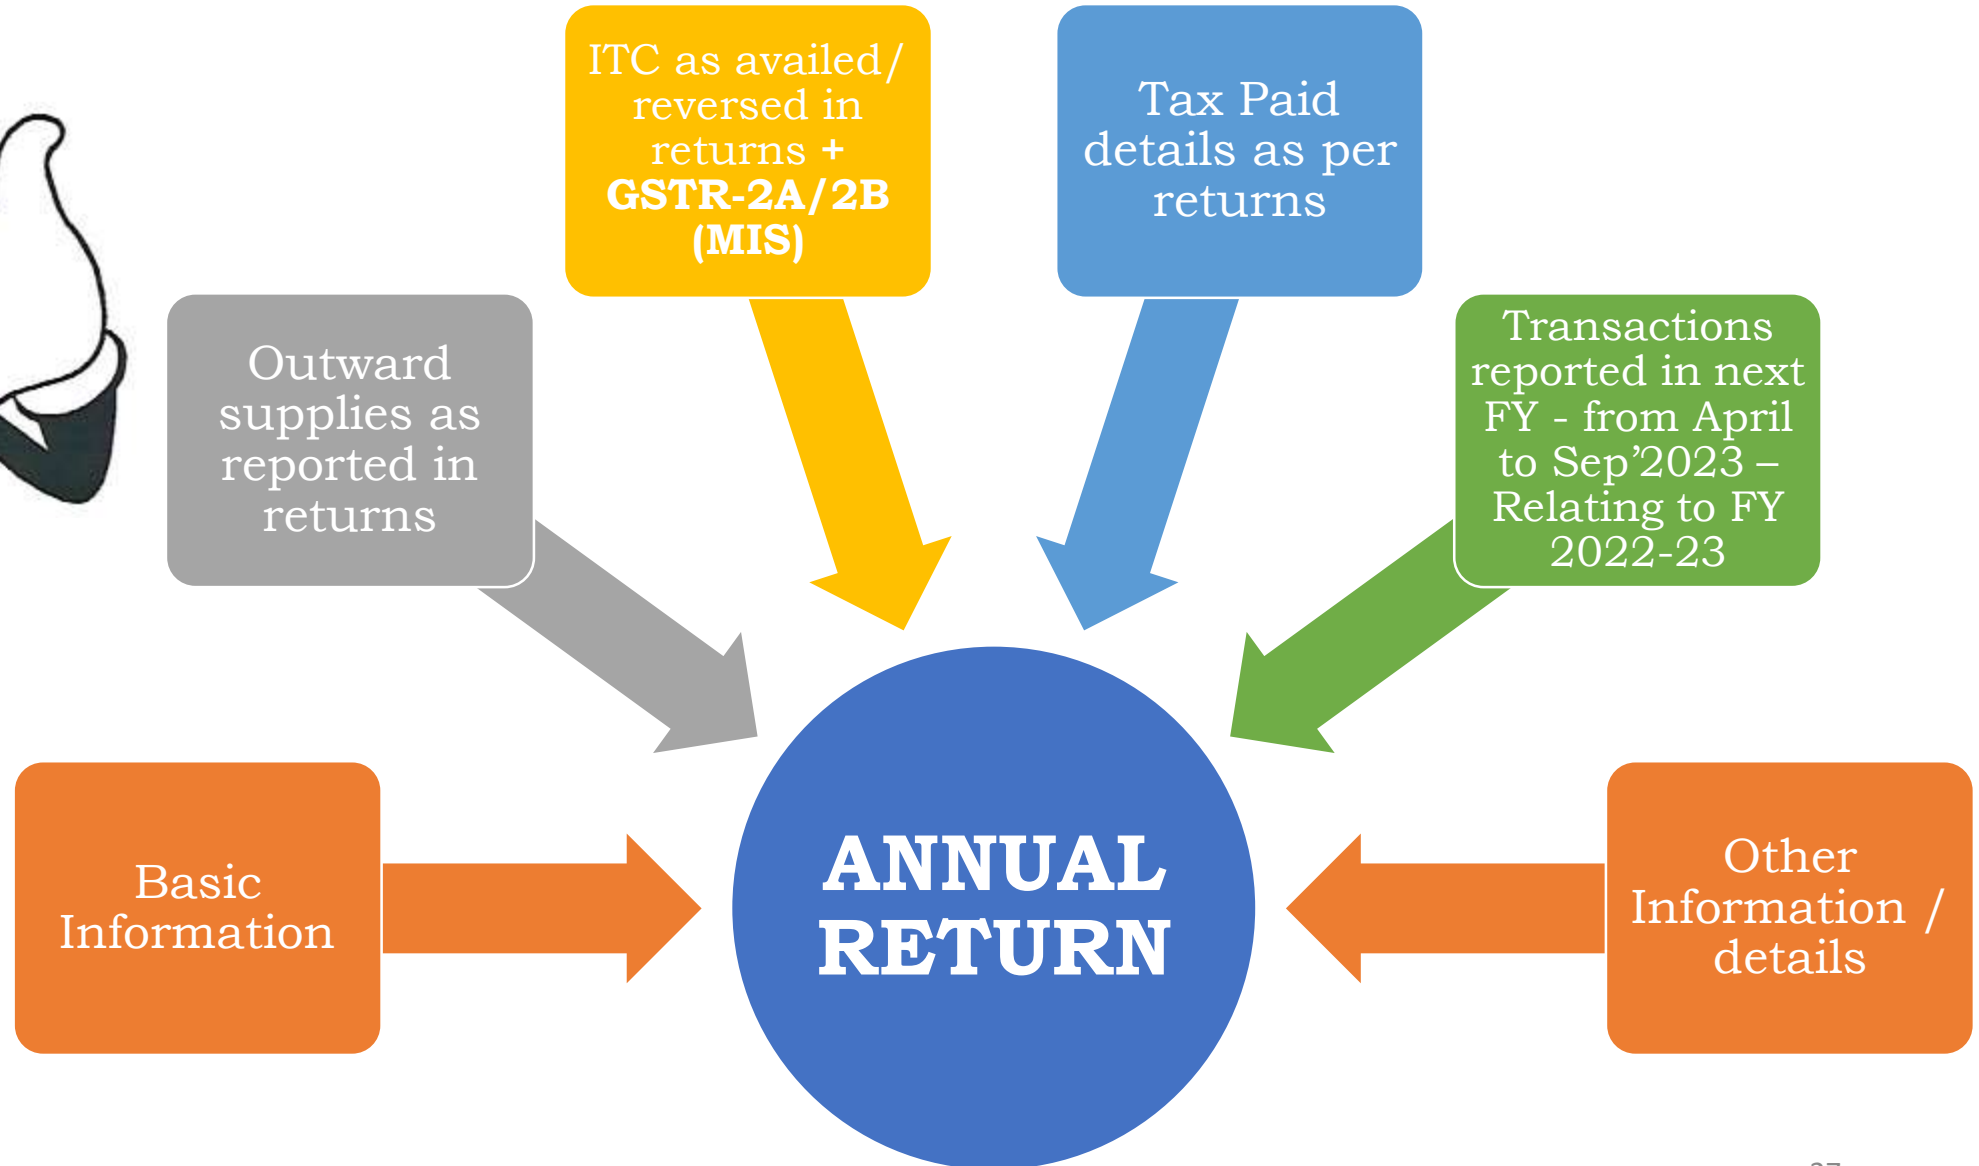 ITC as availed/
reversed in
returns +
GSTR-2A/2B
(MIS)
Tax Paid
details as per
returns
Outward
supplies as
reported in
returns
Transactions
reported in next
FY - from April
to Sep’2023 –
Relating to FY
2022-23
Basic
Information
ANNUAL
RETURN
Other
Information /
details